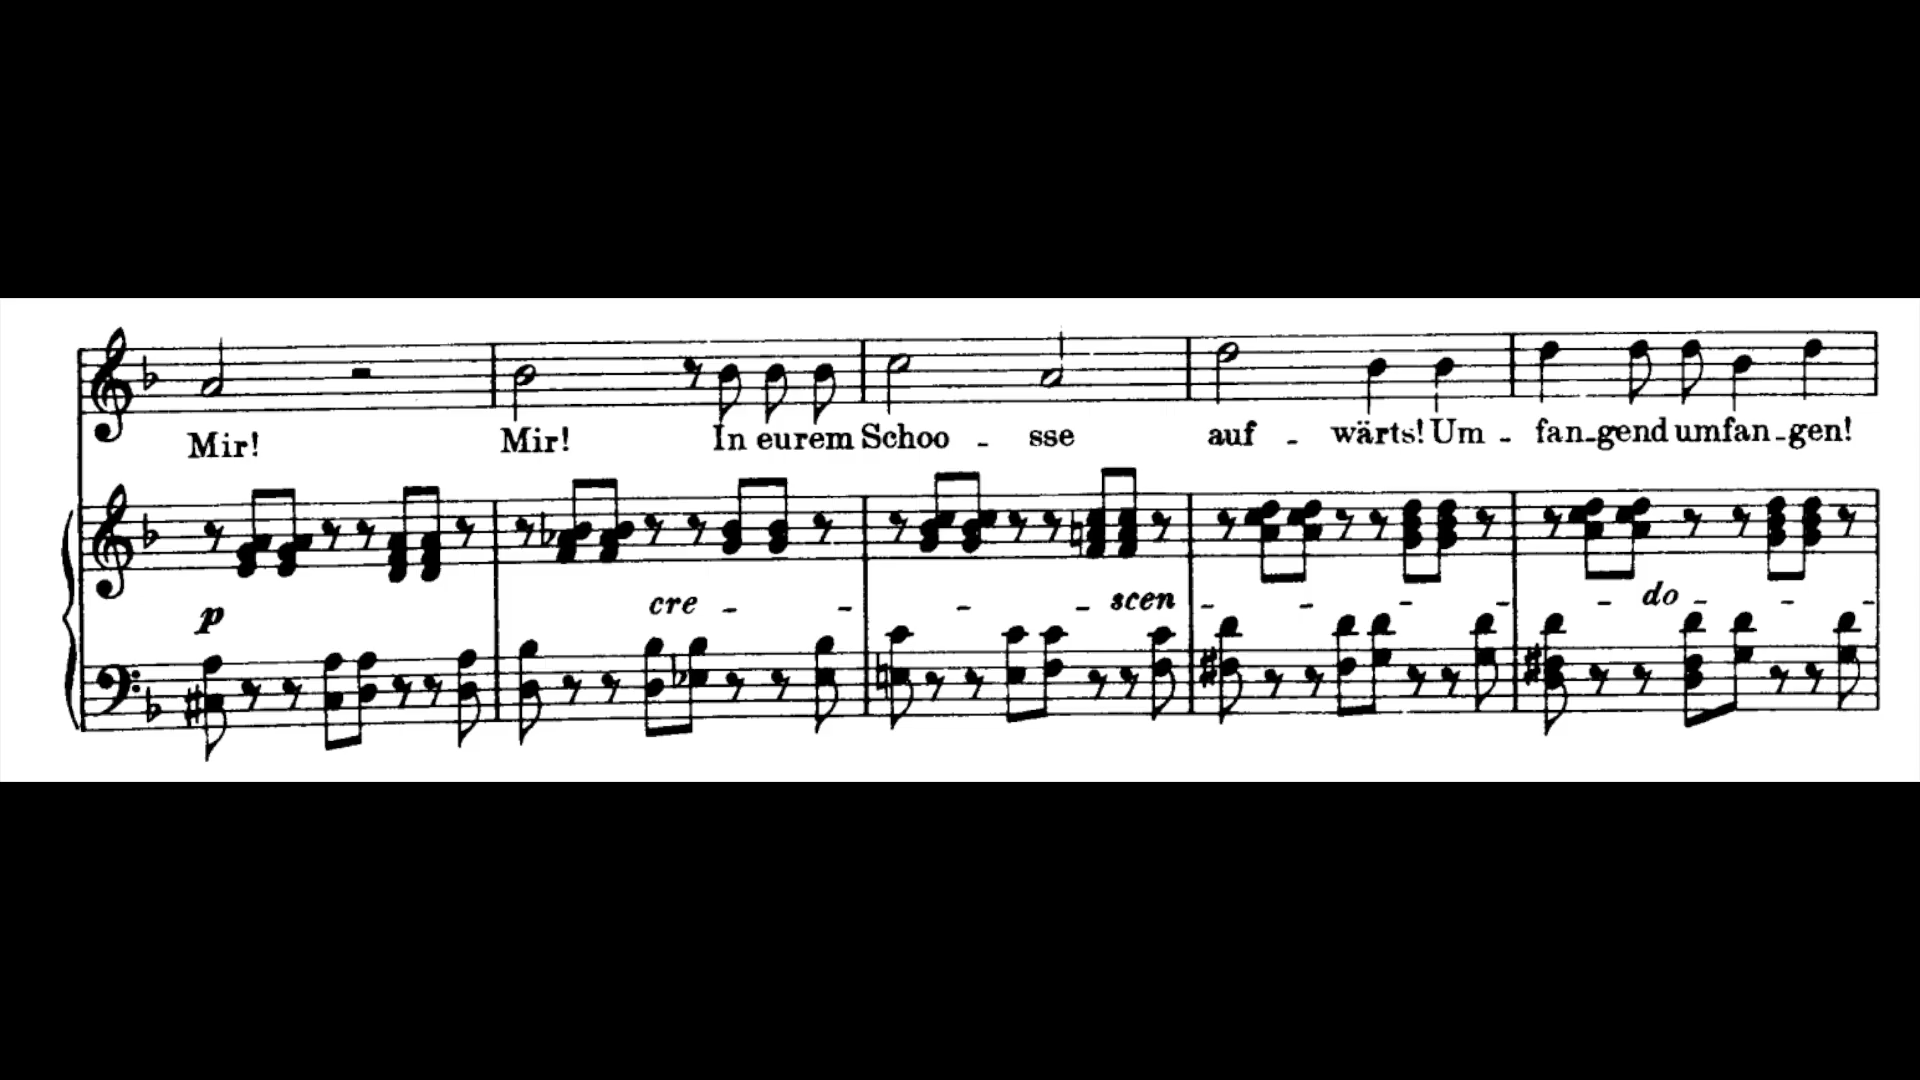 Mir! Mir! In eurem Schoo - sse auf - wärts! Um - fan - gend umfan - gen!
p cre - - - - scen - - - - - do - - -